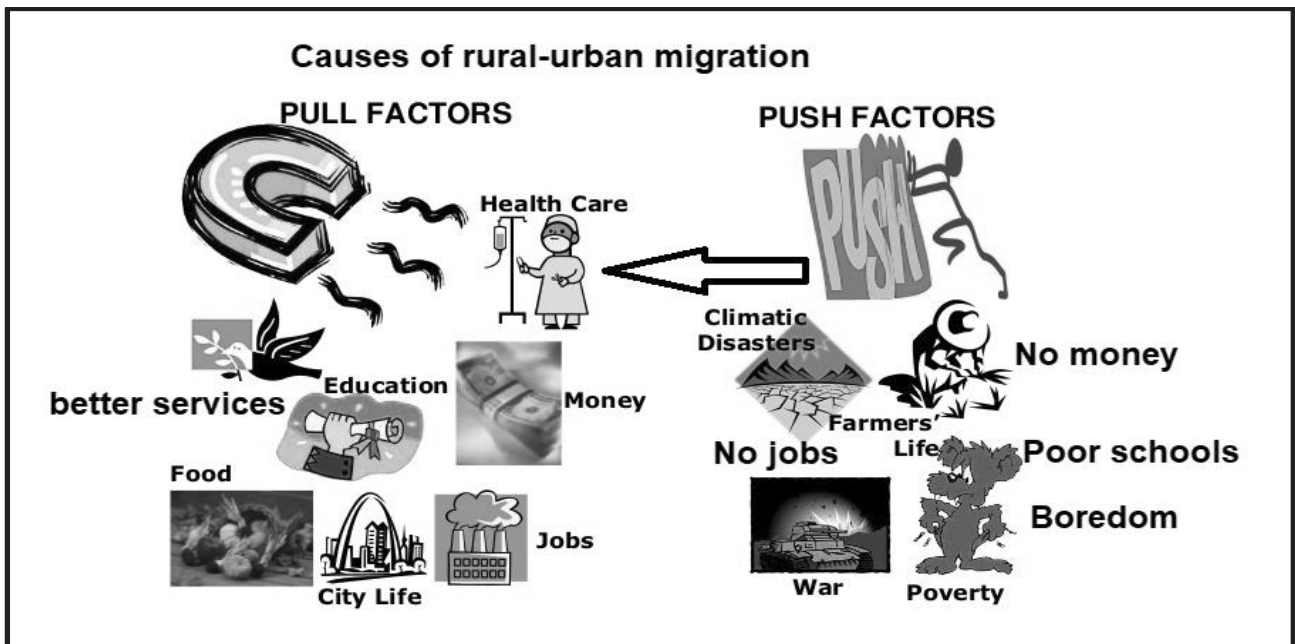 Causes of rural-urban migration
PULL FACTORS
Health Care
better services
Education
Money
Food
City Life
Jobs
PUSH FACTORS
PUSH
Climatic
Disasters
No money
Farmers'
Life
No jobs
Poor schools
Boredom
War
Poverty